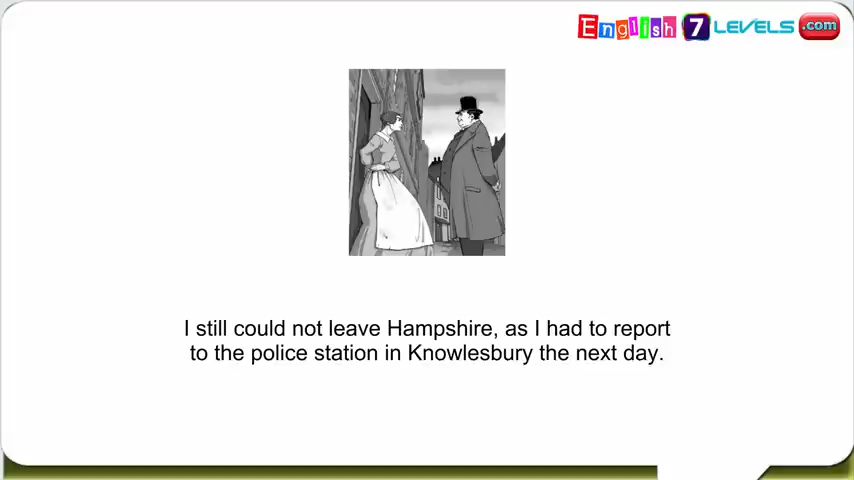 English 7 LEVELS .com
I still could not leave Hampshire, as I had to report
to the police station in Knowlesbury the next day.